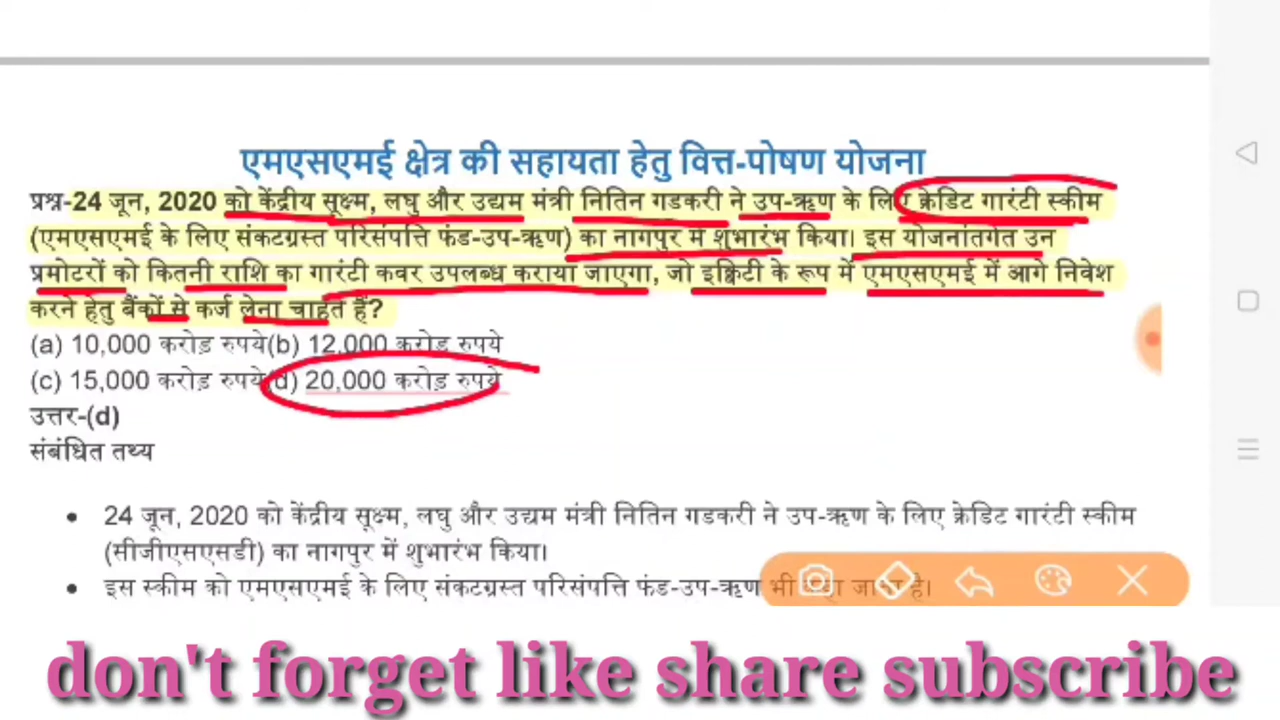 एमएसएमई क्षेत्र की सहायता हेतु वित्त-पोषण योजना
प्रश्न-24 जून, 2020 को केंद्रीय सूक्ष्म, लघु और उद्यम मंत्री नितिन गडकरी ने उप-ऋण के लिए क्रेडिट गारंटी स्कीम
(एमएसएमई के लिए संकटग्रस्त परिसंपत्ति फंड-उप-ऋण) का नागपुर में शुभारंभ किया। इस योजनांतर्गत उन
प्रमोटरों को कितनी राशि का गारंटी कवर उपलब्ध कराया जाएगा, जो इक्विटी के रूप में एमएसएमई में आगे निवेश
करने हेतु बैंकों से कर्ज लेना चाहते हैं?
(a) 10,000 करोड़ रुपये(b) 12,000 करोड़ रुपये
(c) 15,000 करोड़ रुपये(d) 20,000 करोड़ रुपये
उत्तर-(d)
संबंधित तथ्य
• 24 जून, 2020 को केंद्रीय सूक्ष्म, लघु और उद्यम मंत्री नितिन गडकरी ने उप-ऋण के लिए क्रेडिट गारंटी स्कीम
(सीजीएसएसडी) का नागपुर में शुभारंभ किया।
• इस स्कीम को एमएसएमई के लिए संकटग्रस्त परिसंपत्ति फंड-उप-ऋण भी कहा जाता है।
don't forget like share subscribe